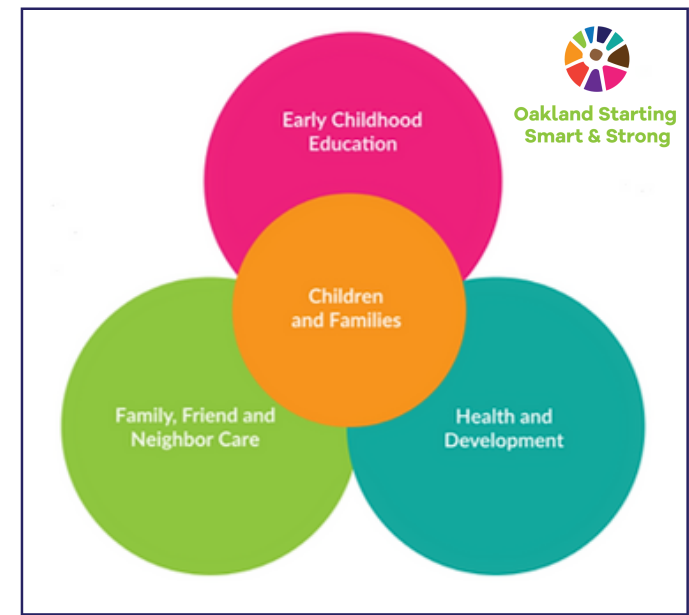 Oakland Starting
Smart & Strong
Early Childhood
Education
Children
and Families
Family, Friend and
Neighbor Care
Health and
Development